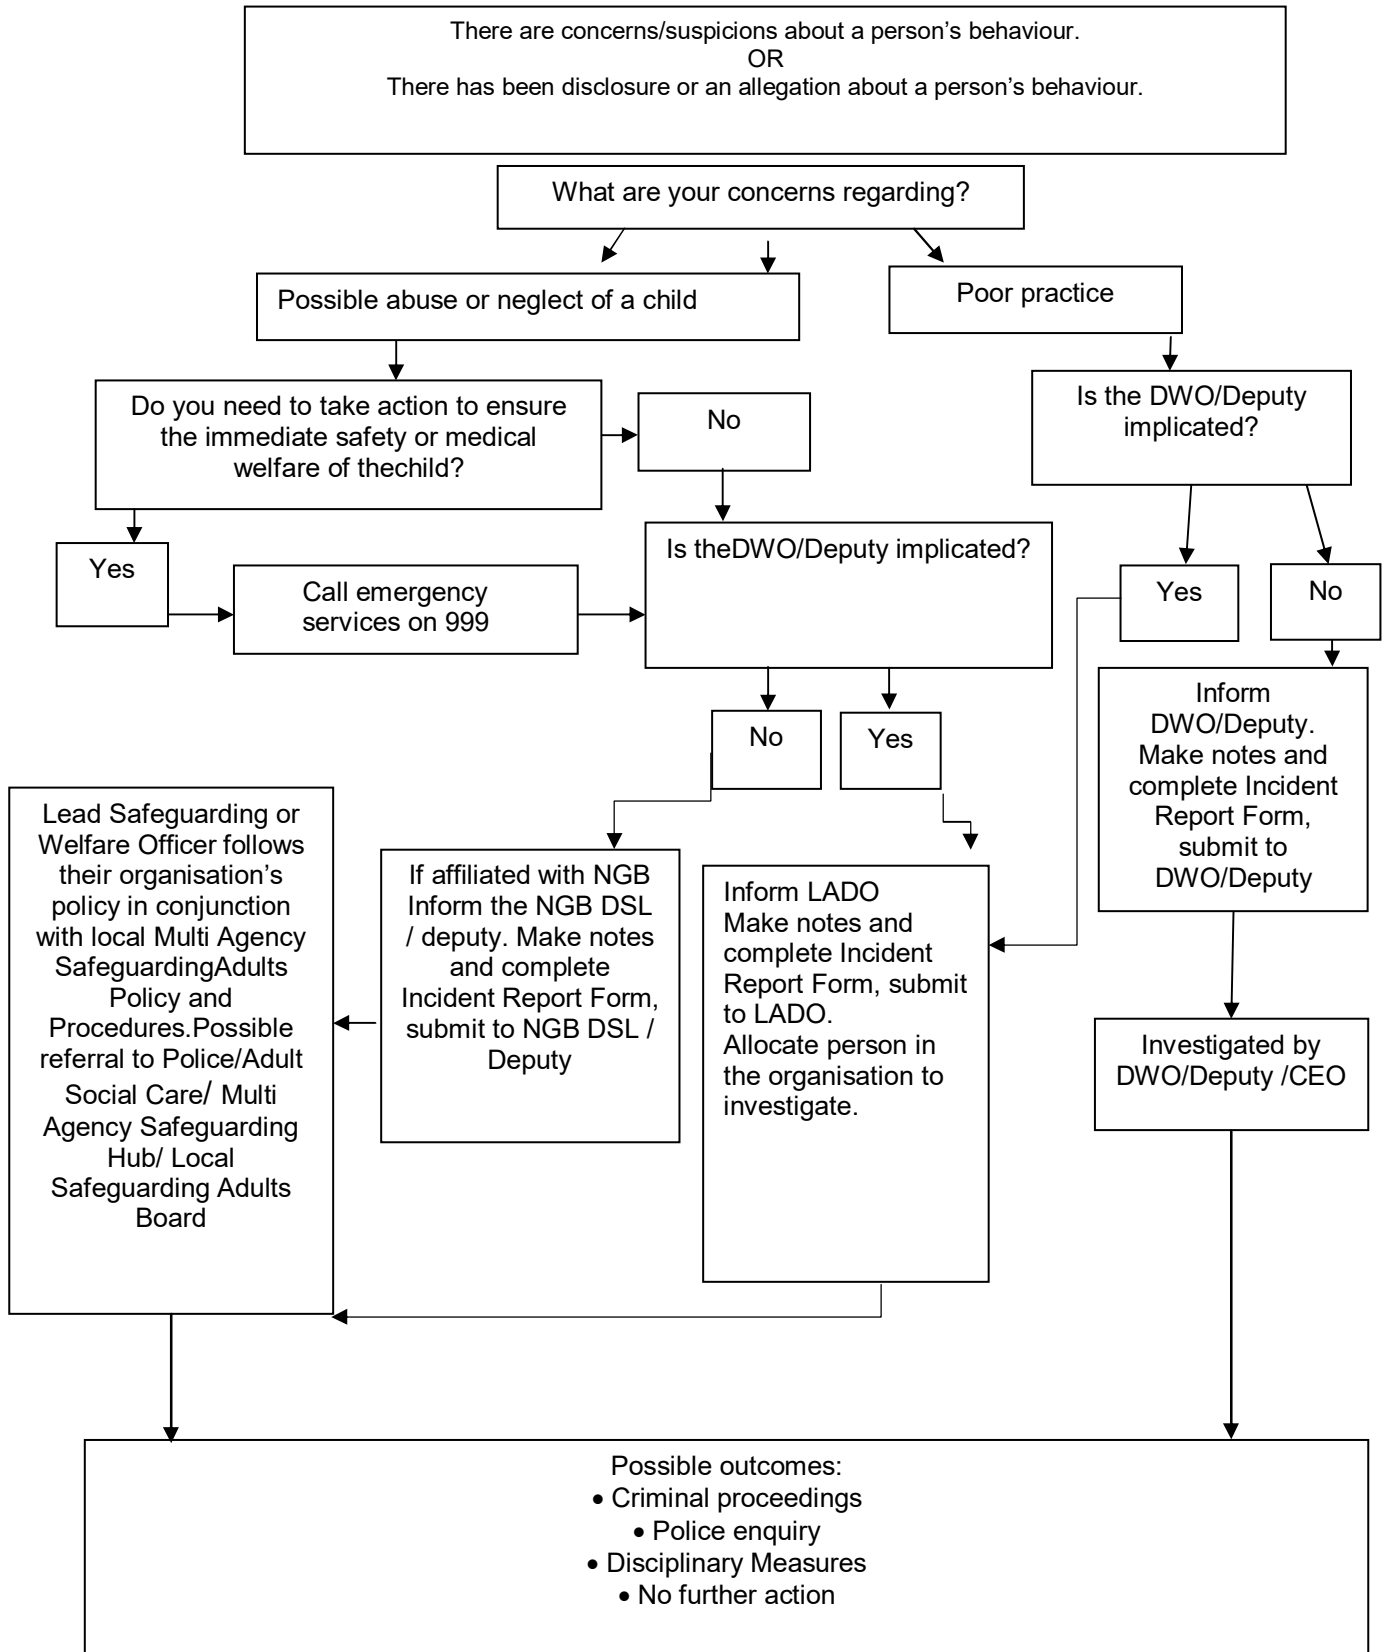 There are concerns/suspicions about a person's behaviour.
OR
There has been disclosure or an allegation about a person's behaviour.
What are your concerns regarding?
Possible abuse or neglect of a child
Poor practice
Do you need to take action to ensure
the immediate safety or medical
welfare of thechild?
No
Is the DWO/Deputy
implicated?
Yes
Call emergency
services on 999
Is theDWO/Deputy implicated?
Yes
No
No
Yes
Inform
DWO/Deputy.
Make notes and
complete Incident
Report Form,
submit to
DWO/Deputy
Lead Safeguarding or
Welfare Officer follows
their organisation's
policy in conjunction
with local Multi Agency
SafeguardingAdults
Policy and
Procedures.Possible
referral to Police/Adult
Social Care/ Multi
Agency Safeguarding
Hub/ Local
Safeguarding Adults
Board
If affiliated with NGB
Inform the NGB DSL
/ deputy. Make notes
and complete
Incident Report Form,
submit to NGB DSL /
Deputy
Inform LADO
Make notes and
complete Incident
Report Form, submit
to LADO.
Allocate person in
the organisation to
investigate.
Investigated by
DWO/Deputy /CEO
Possible outcomes:
• Criminal proceedings
• Police enquiry
• Disciplinary Measures
• No further action